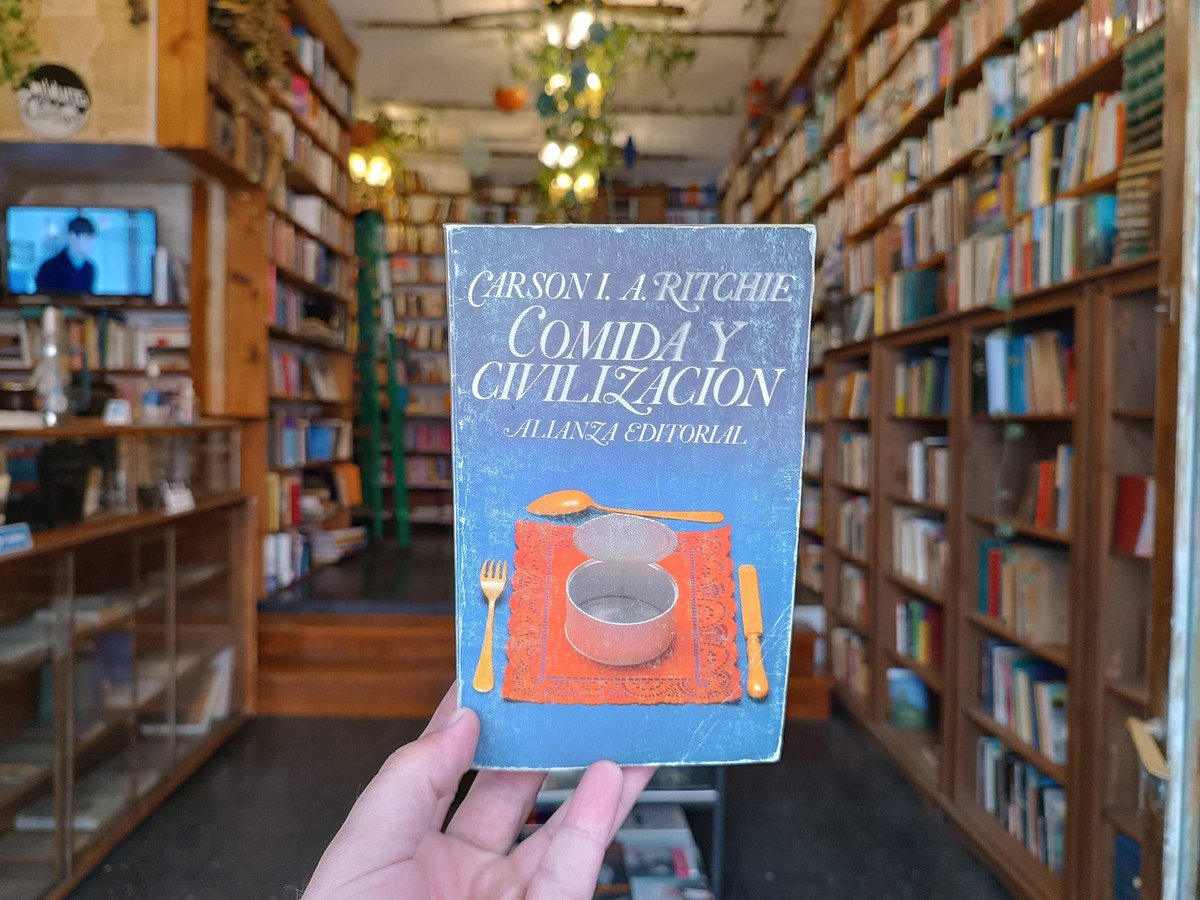 CARSON I. A. RITCHIE
COMIDA Y
CIVILIZACION
ALIANZA EDITORIAL